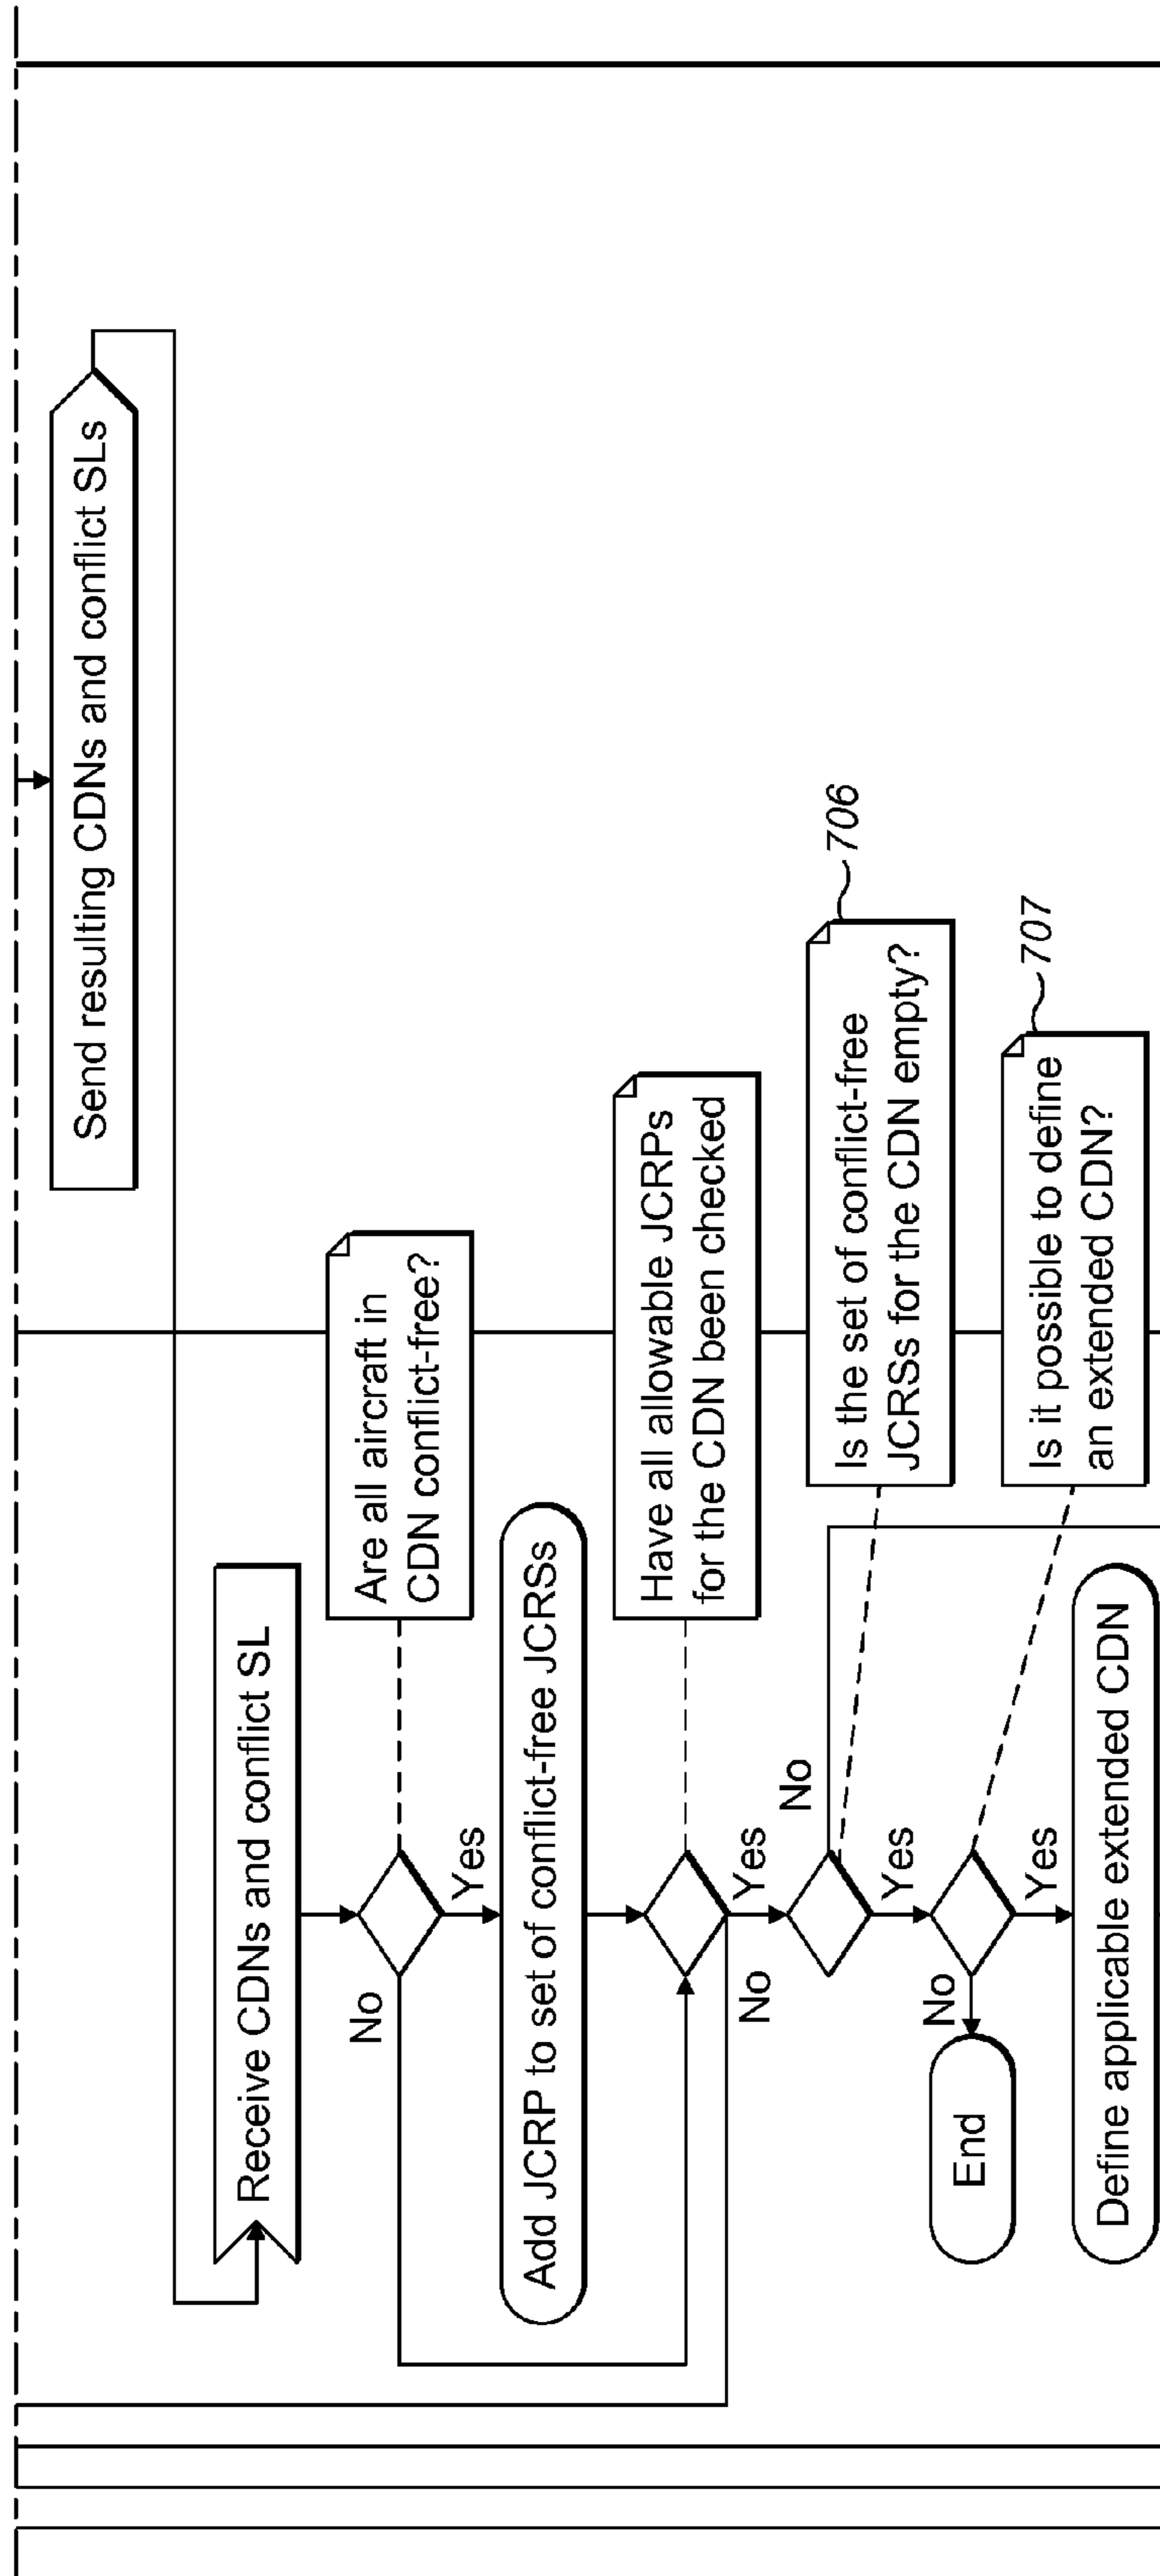 Send resulting CDNs and conflict SLs
Receive CDNs and conflict SL
Are all aircraft in
CDN conflict-free?
No
Yes
Add JCRP to set of conflict-free JCRSs
Have all allowable JCRPs
for the CDN been checked
No
Yes
No
706
Is the set of conflict-free
JCRSs for the CDN empty?
Yes
707
Is it possible to define
an extended CDN?
No
Yes
End
Define applicable extended CDN